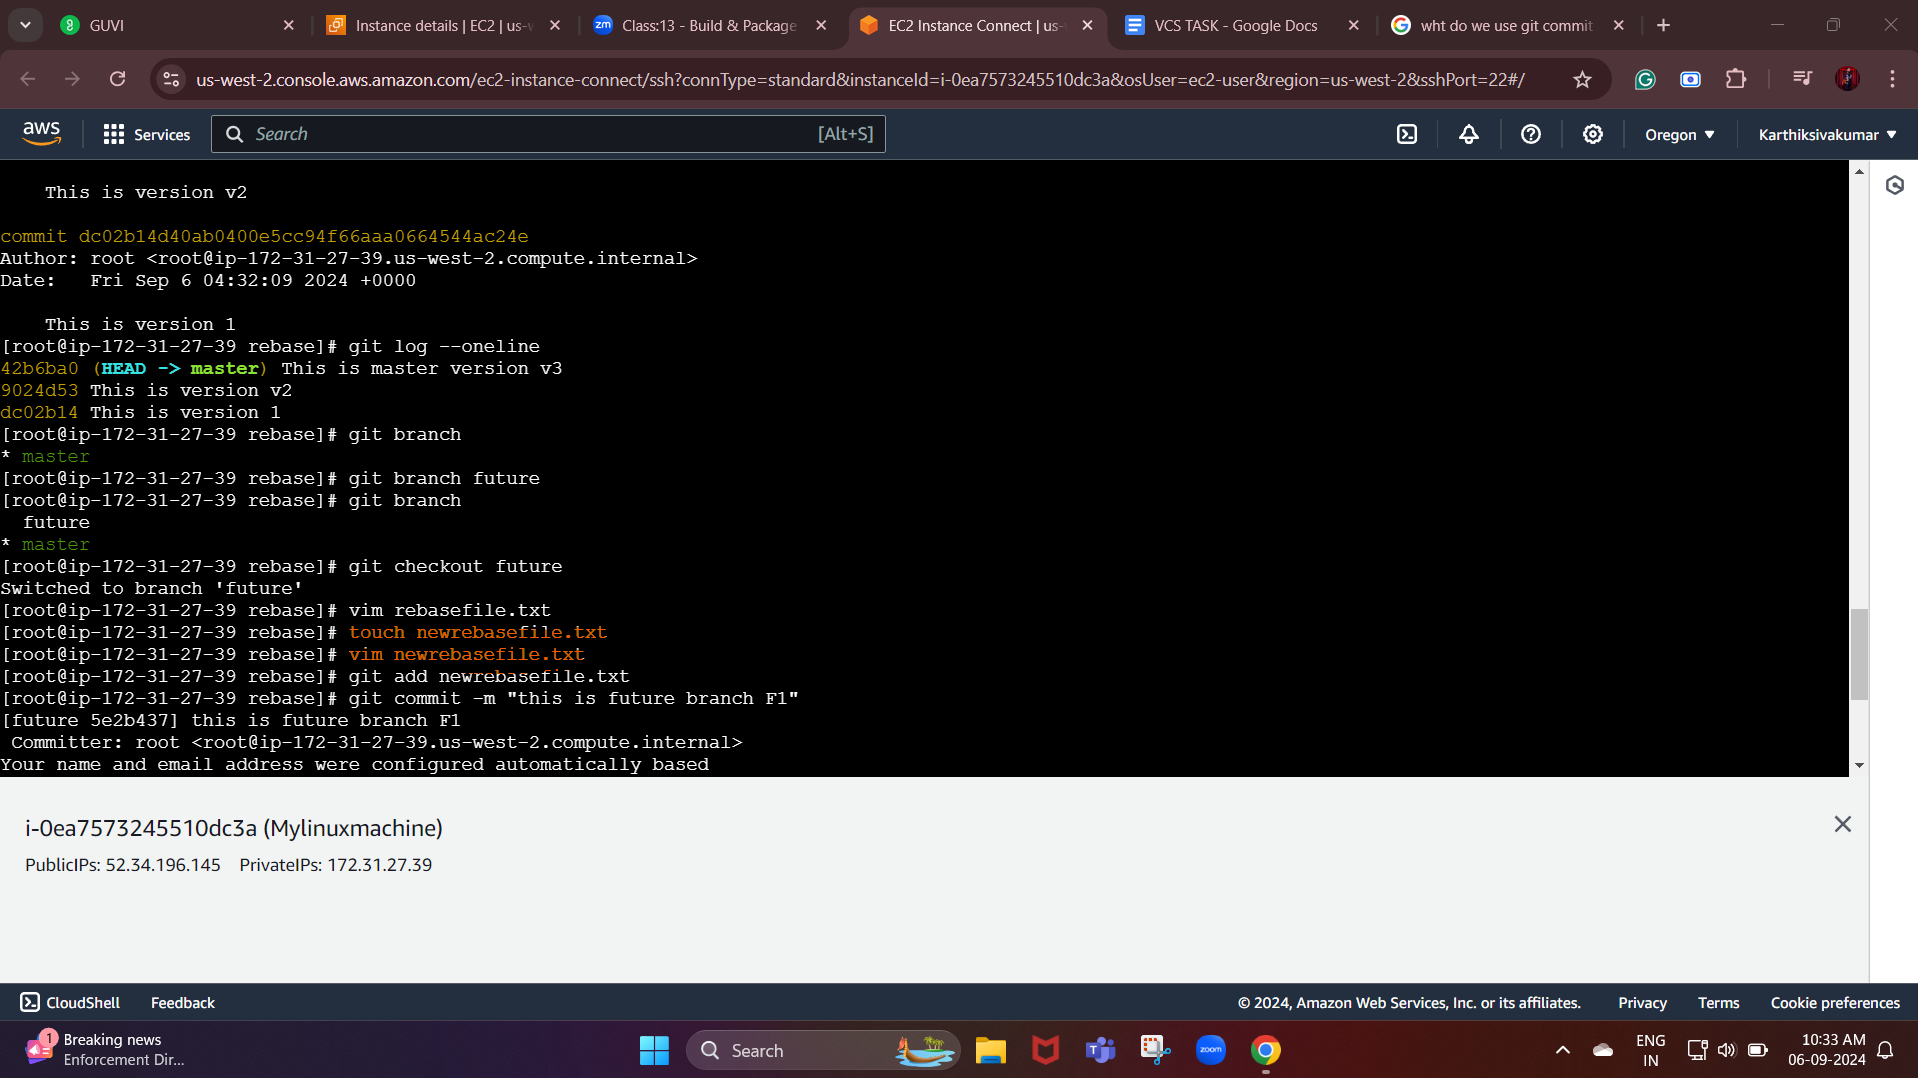 GUVI
Instance details | EC2 | us-w
zm Class:13 - Build & Package
EC2 Instance Connect | us-
VCS TASK - Google Docs
wht do we use git commit
us-west-2.console.aws.amazon.com/ec2-instance-connect/ssh?connType=standard&instanceId=i-0ea7573245510dc3a&osUser=ec2-user&region=us-west-2&sshPort=22#/
aws
Services
Search
[Alt+S]
Oregon
Karthiksivakumar
This is version v2
commit dc02b14d40ab0400e5cc94f66aaa0664544ac24e
Author: root <root@ip-172-31-27-39.us-west-2.compute.internal>
Date:   Fri Sep 6 04:32:09 2024 +0000
This is version 1
[root@ip-172-31-27-39 rebase]# git log --oneline
42b6ba0 (HEAD -> master) This is master version v3
9024d53 This is version v2
dc02b14 This is version 1
[root@ip-172-31-27-39 rebase]# git branch
* master
[root@ip-172-31-27-39 rebase]# git branch future
[root@ip-172-31-27-39 rebase]# git branch
future
* master
[root@ip-172-31-27-39 rebase]# git checkout future
Switched to branch 'future'
[root@ip-172-31-27-39 rebase]# vim rebasefile.txt
[root@ip-172-31-27-39 rebase]# touch newrebasefile.txt
[root@ip-172-31-27-39 rebase]# vim newrebasefile.txt
[root@ip-172-31-27-39 rebase]# git add newrebasefile.txt
[root@ip-172-31-27-39 rebase]# git commit -m "this is future branch F1"
[future 5e2b437] this is future branch F1
Committer: root <root@ip-172-31-27-39.us-west-2.compute.internal>
Your name and email address were configured automatically based
i-0ea7573245510dc3a (Mylinuxmachine)
PublicIPs: 52.34.196.145 PrivateIPs: 172.31.27.39
CloudShell
Feedback
© 2024, Amazon Web Services, Inc. or its affiliates.
Privacy
Terms
Cookie preferences
1
Breaking news
Enforcement Dir...
Search
zoom
ENG
IN
10:33 AM
06-09-2024